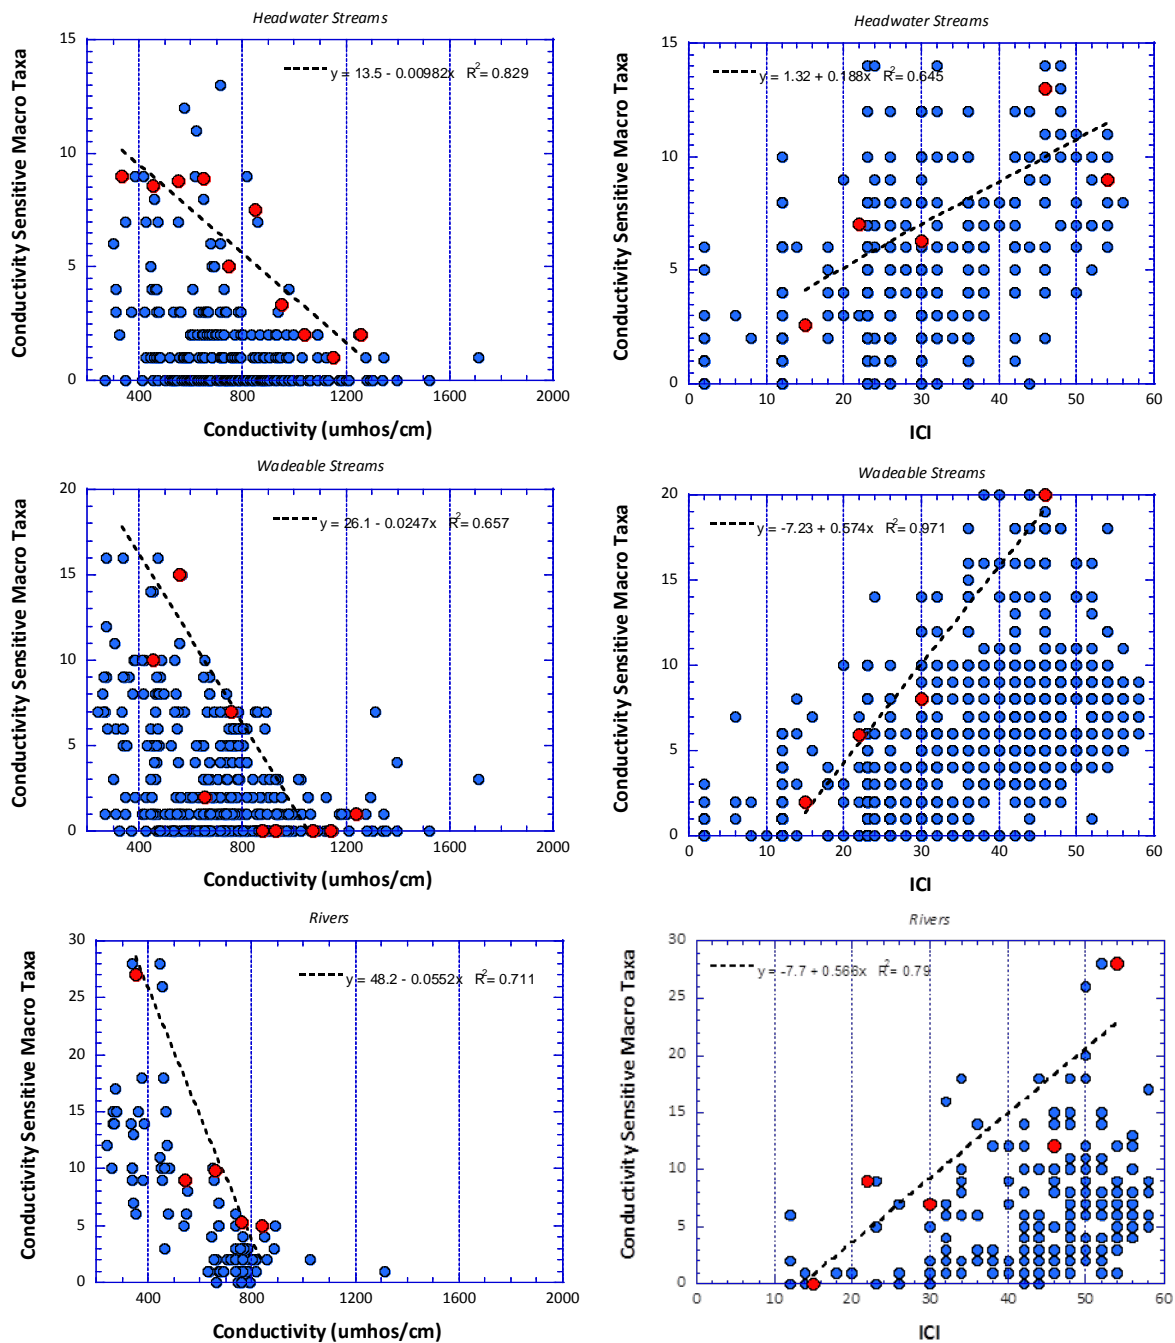 Headwater Streams
Conductivity Sensitive Macro Taxa
15
10
5
0
y = 13.5 - 0.00982x R2= 0.829
400 800 1200 1600 2000
Conductivity (umhos/cm)
Headwater Streams
Conductivity Sensitive Macro Taxa
15
10
5
0
y = 1.32 + 0.188x R2= 0.645
0 10 20 30 40 50 60
ICI
Wadeable Streams
Conductivity Sensitive Macro Taxa
20
15
10
5
0
y = 26.1 - 0.0247x R2= 0.657
400 800 1200 1600 2000
Conductivity (umhos/cm)
Wadeable Streams
Conductivity Sensitive Macro Taxa
20
15
10
5
0
y = -7.23 + 0.574x R2= 0.971
0 10 20 30 40 50 60
ICI
Rivers
Conductivity Sensitive Macro Taxa
30
25
20
15
10
5
0
y = 48.2 - 0.0552x R2= 0.711
400 800 1200 1600 2000
Conductivity (umhos/cm)
Rivers
Conductivity Sensitive Macro Taxa
30
25
20
15
10
5
0
y = -7.7 + 0.566x R2= 0.79
0 10 20 30 40 50 60
ICI